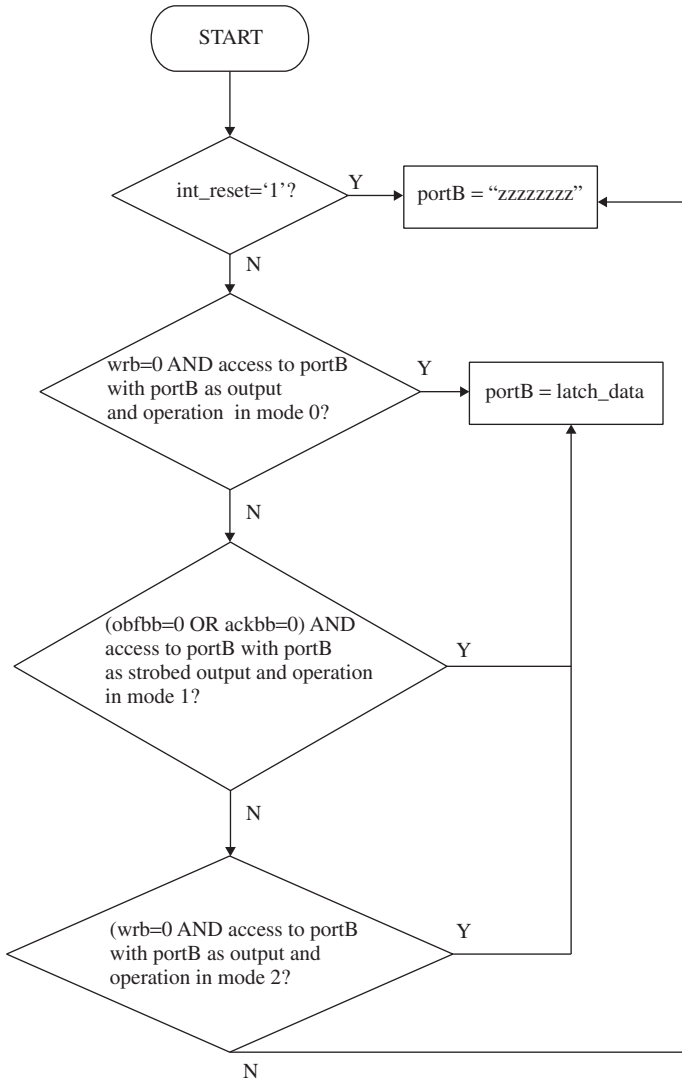 START
int_reset=‘1’?
Y
portB = “zzzzzzzz”
N
wrb=0 AND access to portB
with portB as output
and operation in mode 0?
Y
portB = latch_data
N
(obfbb=0 OR ackbb=0) AND
access to portB with portB
as strobed output and operation
in mode 1?
Y
N
(wrb=0 AND access to portB
with portB as output and
operation in mode 2?
Y
N